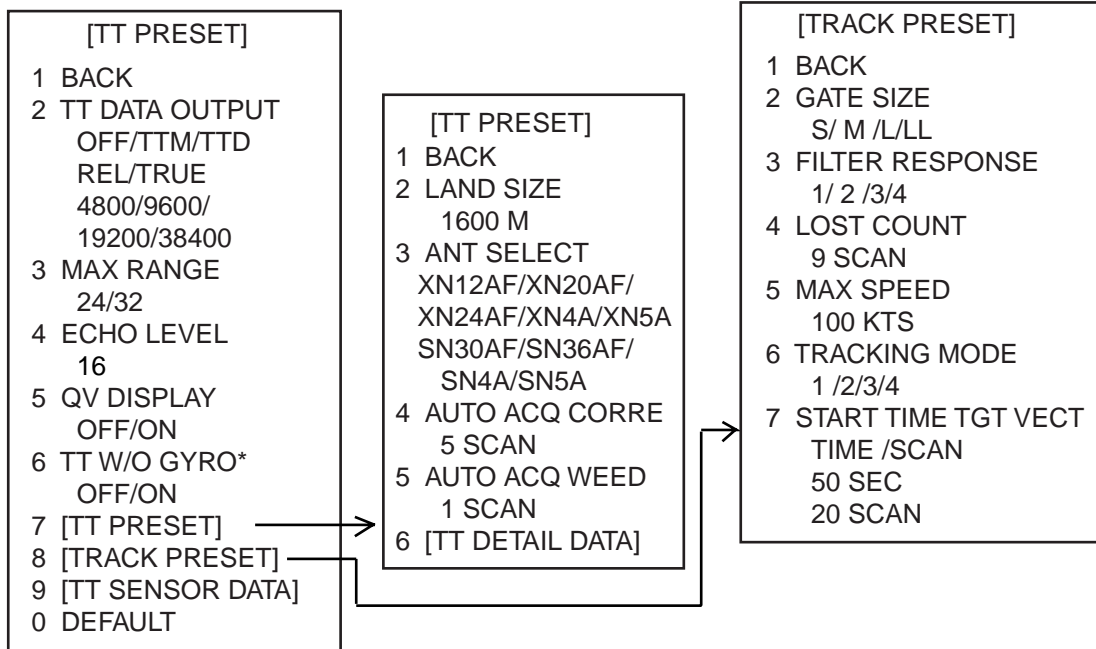 [TT PRESET]
1 BACK
2 TT DATA OUTPUT
OFF/TTM/TTD
REL/TRUE
4800/9600/
19200/38400
3 MAX RANGE
24/32
4 ECHO LEVEL
16
5 QV DISPLAY
OFF/ON
6 TT W/O GYRO*
OFF/ON
7 [TT PRESET]
8 [TRACK PRESET]
9 [TT SENSOR DATA]
0 DEFAULT
[TT PRESET]
1 BACK
2 LAND SIZE
1600 M
3 ANT SELECT
XN12AF/XN20AF/
XN24AF/XN4A/XN5A
SN30AF/SN36AF/
SN4A/SN5A
4 AUTO ACQ CORRE
5 SCAN
5 AUTO ACQ WEED
1 SCAN
6 [TT DETAIL DATA]
[TRACK PRESET]
1 BACK
2 GATE SIZE
S/ M /L/LL
3 FILTER RESPONSE
1/ 2 /3/4
4 LOST COUNT
9 SCAN
5 MAX SPEED
100 KTS
6 TRACKING MODE
1 /2/3/4
7 START TIME TGT VECT
TIME /SCAN
50 SEC
20 SCAN